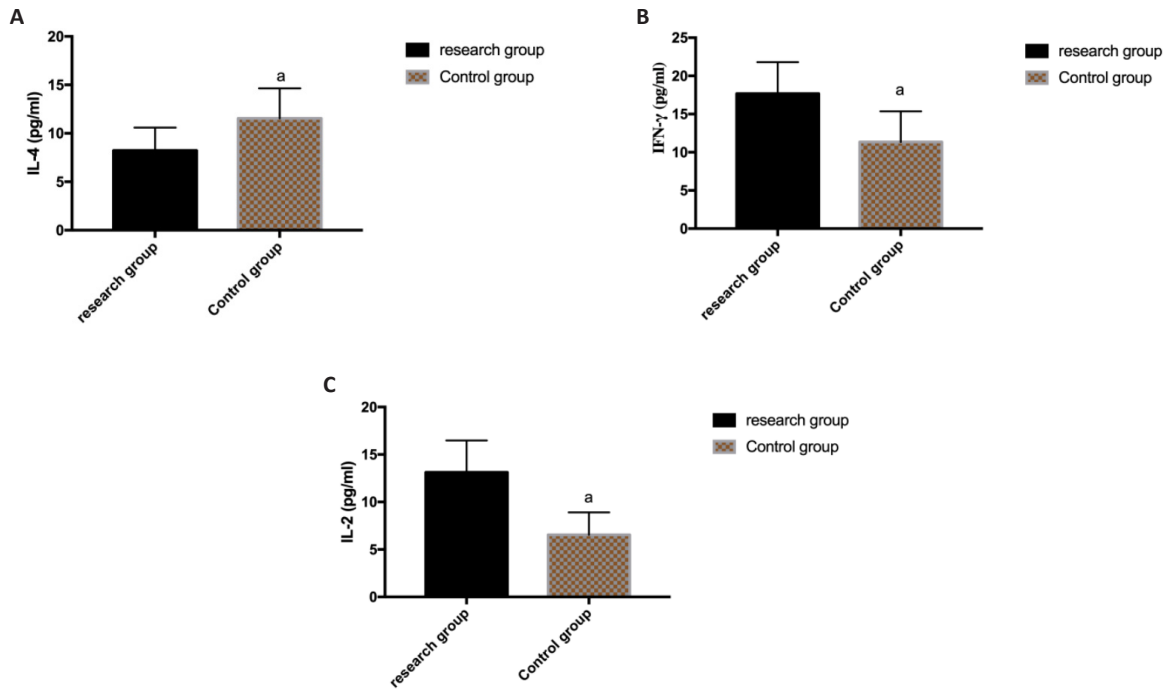 A
IL-4 (pg/ml)
20
15
10
5
0
a
research group
Control group
research group
Control group
B
IFN-γ (pg/ml)
25
20
15
10
5
0
a
research group
Control group
research group
Control group
C
IL-2 (pg/ml)
20
15
10
5
0
a
research group
Control group
research group
Control group